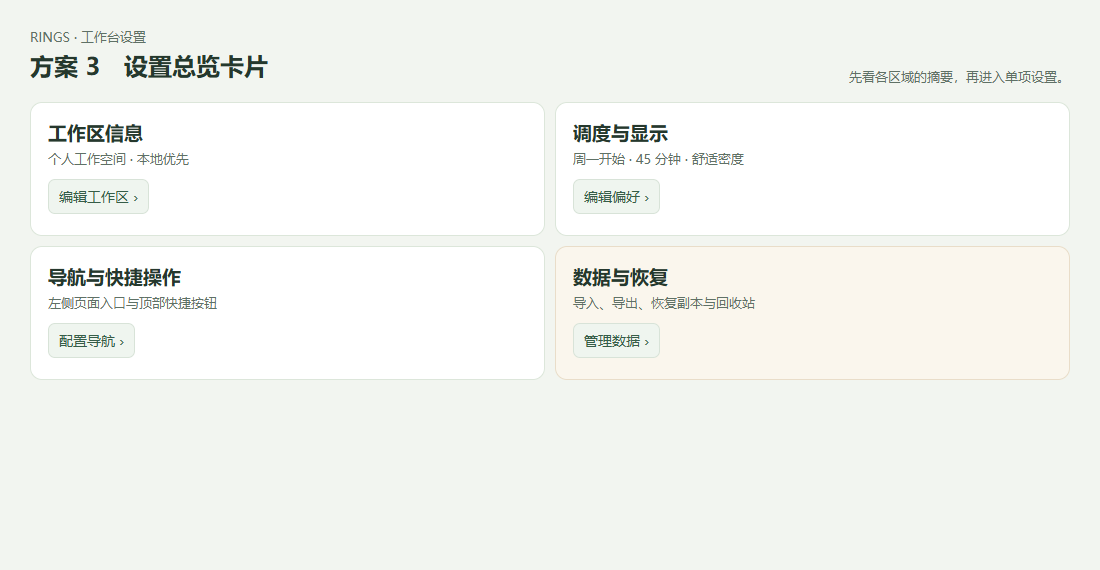 RINGS · 工作台设置
方案 3　设置总览卡片
先看各区域的摘要，再进入单项设置。
工作区信息
个人工作空间 · 本地优先
编辑工作区 ›
调度与显示
周一开始 · 45 分钟 · 舒适密度
编辑偏好 ›
导航与快捷操作
左侧页面入口与顶部快捷按钮
配置导航 ›
数据与恢复
导入、导出、恢复副本与回收站
管理数据 ›